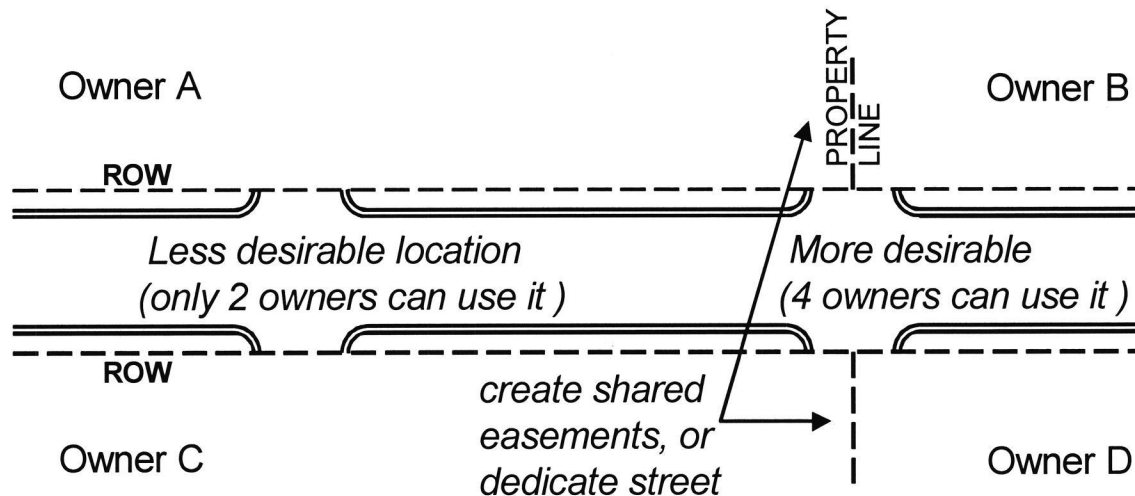 Owner A
PROPERTY
LINE
Owner B
ROW
Less desirable location
(only 2 owners can use it )
More desirable
(4 owners can use it )
ROW
create shared
easements, or
dedicate street
Owner C
Owner D